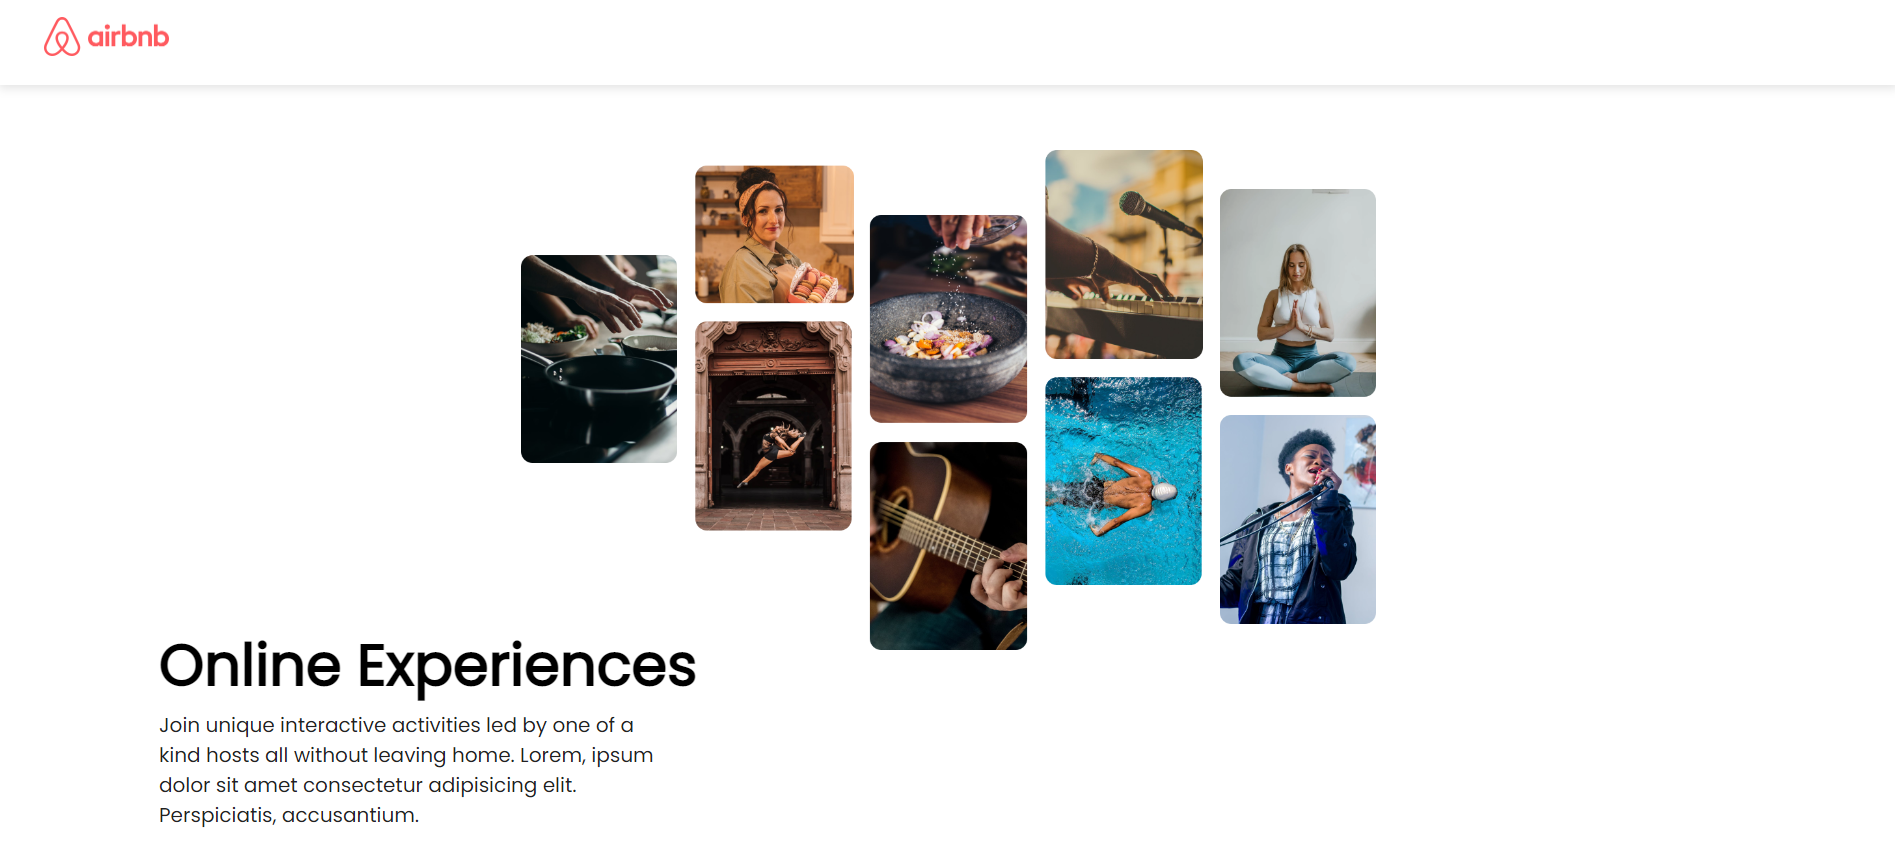 airbnb
Online Experiences
Join unique interactive activities led by one of a
kind hosts all without leaving home. Lorem, ipsum
dolor sit amet consectetur adipisicing elit.
Perspiciatis, accusantium.